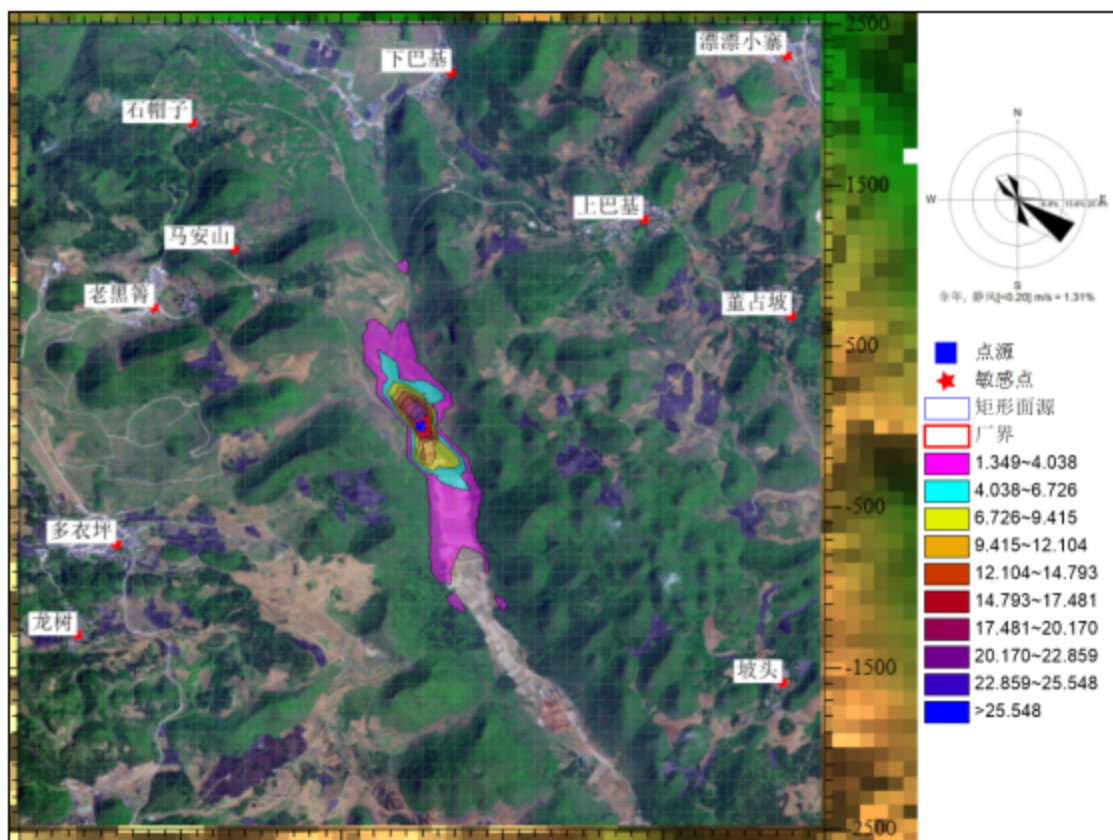 下巴基
漂漂小寨
石帽子
上巴基
马安山
老黑箐
董占坡
多衣坪
龙树
坡头
2500
1500
500
-500
-1500
-2500
N
W
E
S
全年, 静风[<0.20] m/s = 1.31%
点源
敏感点
矩形面源
厂界
1.349~4.038
4.038~6.726
6.726~9.415
9.415~12.104
12.104~14.793
14.793~17.481
17.481~20.170
20.170~22.859
22.859~25.548
>25.548